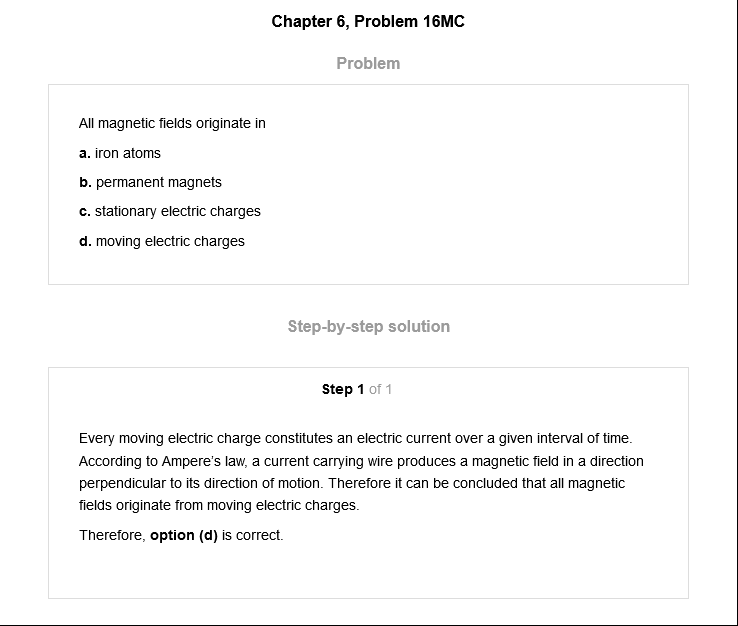 Chapter 6, Problem 16MC
Problem
All magnetic fields originate in
a. iron atoms
b. permanent magnets
c. stationary electric charges
d. moving electric charges
Step-by-step solution
Step 1 of 1
Every moving electric charge constitutes an electric current over a given interval of time.
According to Ampere's law, a current carrying wire produces a magnetic field in a direction
perpendicular to its direction of motion. Therefore it can be concluded that all magnetic
fields originate from moving electric charges.
Therefore, option (d) is correct.